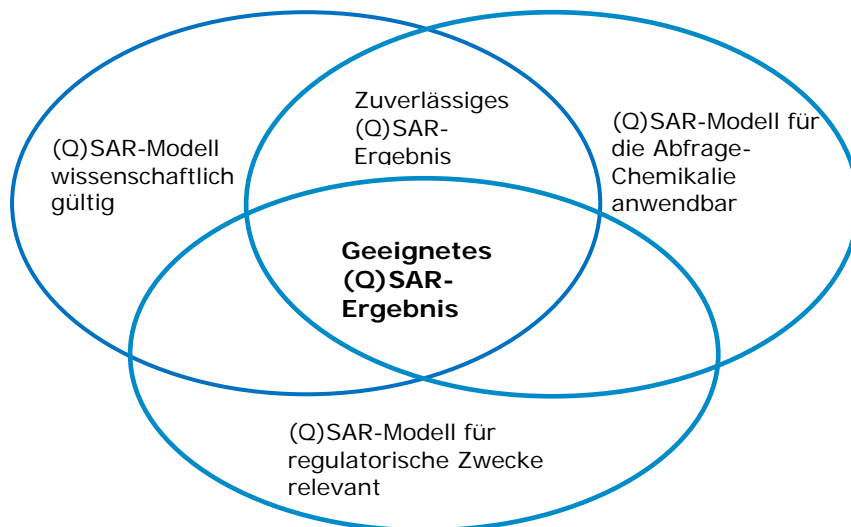 Zuverlässiges
(Q)SAR-
Ergebnis
(Q)SAR-Modell
wissenschaftlich
gültig
(Q)SAR-Modell für
die Abfrage-
Chemikalie
anwendbar
Geeignetes
(Q)SAR-
Ergebnis
(Q)SAR-Modell für
regulatorische Zwecke
relevant